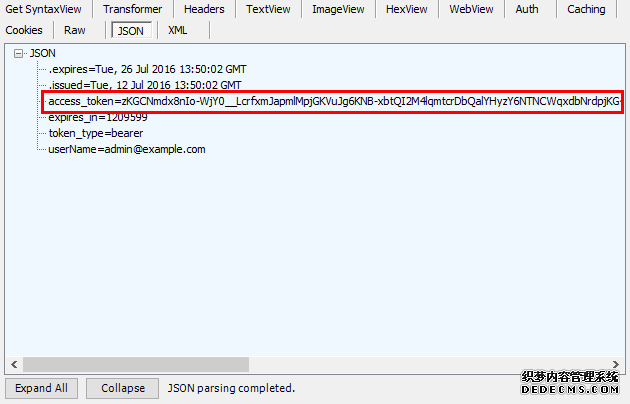 Get SyntaxView Transformer Headers TextView ImageView HexView WebView Auth Caching
Cookies Raw JSON XML
JSON
.expires=Tue, 26 Jul 2016 13:50:02 GMT
.issued=Tue, 12 Jul 2016 13:50:02 GMT
access_token=zKGCNmdx8nIo-WjY0__LcrfxmJapmlMpjGKVuJg6KNB-xbtQI2M4lqmtcrDbQalYHyzY6NTNCWqxdbNrdpjKG-
expires_in=1209599
token_type=bearer
userName=admin@example.com
Expand All Collapse JSON parsing completed.
织梦内容管理系统
DEDECMS.COM